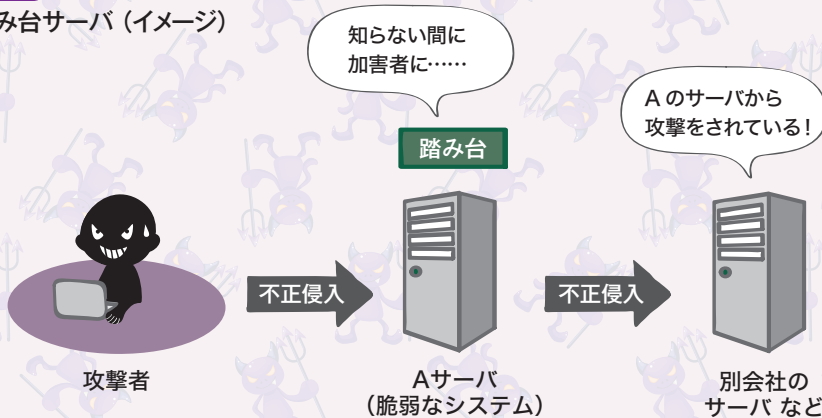 み台サーバ（イメージ）
知らない間に
加害者に……
A のサーバから
攻撃をされている！
踏み台
不正侵入
不正侵入
攻撃者
Aサーバ
（脆弱なシステム）
別会社の
サーバ など